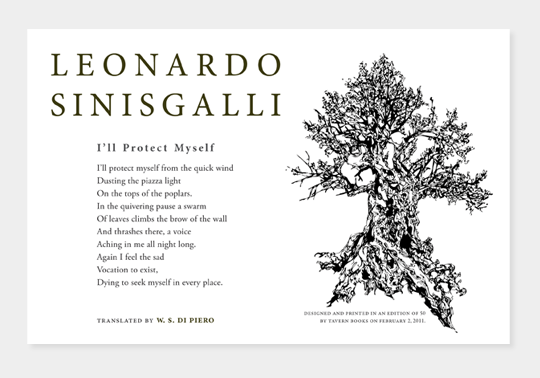 LEONARDO
SINISGALLI
I'll Protect Myself
I'll protect myself from the quick wind
Dusting the piazza light
On the tops of the poplars.
In the quivering pause a swarm
Of leaves climbs the brow of the wall
And thrashes there, a voice
Aching in me all night long.
Again I feel the sad
Vocation to exist,
Dying to seek myself in every place.
TRANSLATED BY W. S. DI PIERO
DESIGNED AND PRINTED IN AN EDITION OF 50
BY TAVERN BOOKS ON FEBRUARY 2, 2011.